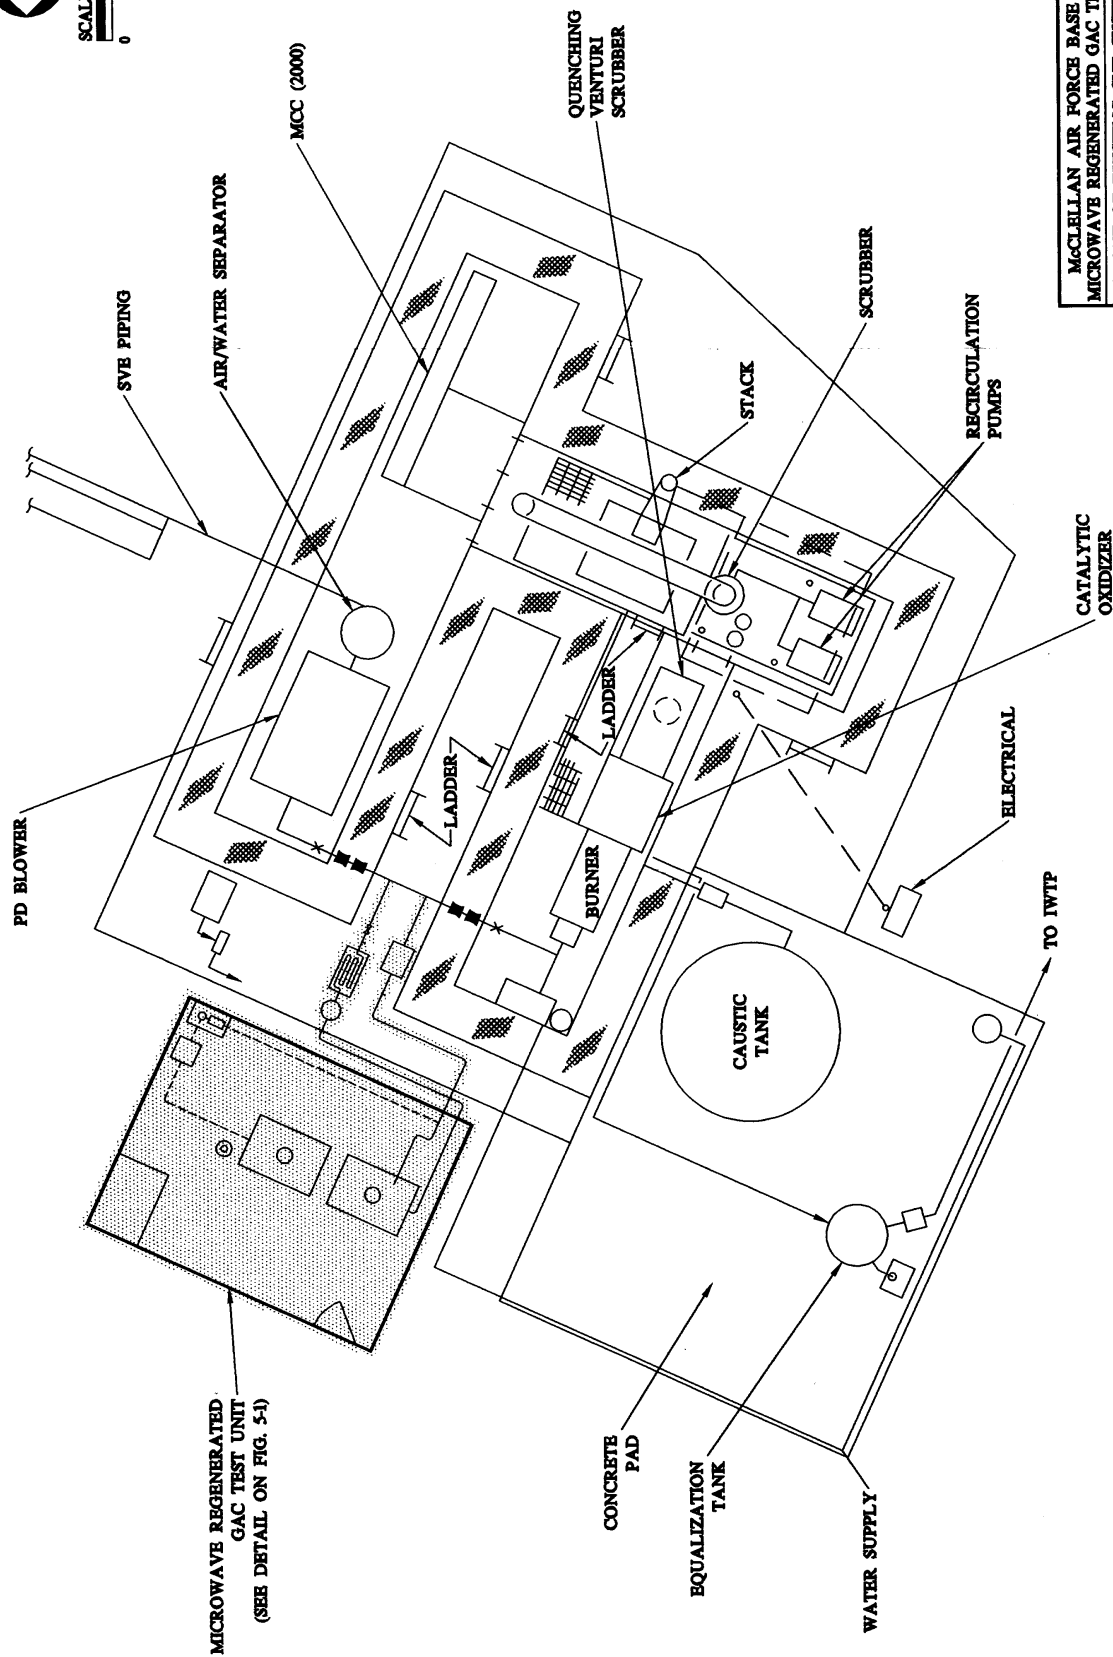 SCAL
0
McCLELLAN AIR FORCE BASE
MICROWAVE REGENERATED GAC
MCC (2000)
QUENCHING
VENTURI
SCRUBBER
AIR/WATER SEPARATOR
SVE PIPING
SCRUBBER
STACK
RECIRCULATION
PUMPS
CATALYTIC
OXIDIZER
PD BLOWER
LADDER
LADDER
BURNER
ELECTRICAL
TO IWTP
CAUSTIC
TANK
MICROWAVE REGENERATED
GAC TEST UNIT
(SEE DETAIL ON FIG. 5-1)
CONCRETE
PAD
EQUALIZATION
TANK
WATER SUPPLY